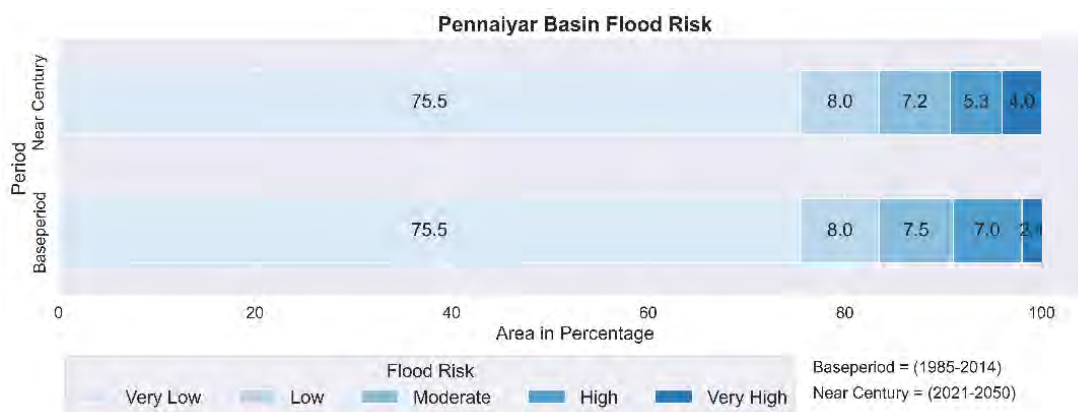 Pennaiyar Basin Flood Risk
Near Century
75.5 8.0 7.2 5.3 4.0
Period
Baseperiod
75.5 8.0 7.5 7.0
0 20 40 60 80 100
Area in Percentage
Flood Risk
Very Low Low Moderate High Very High
Baseperiod = (1985-2014)
Near Century = (2021-2050)